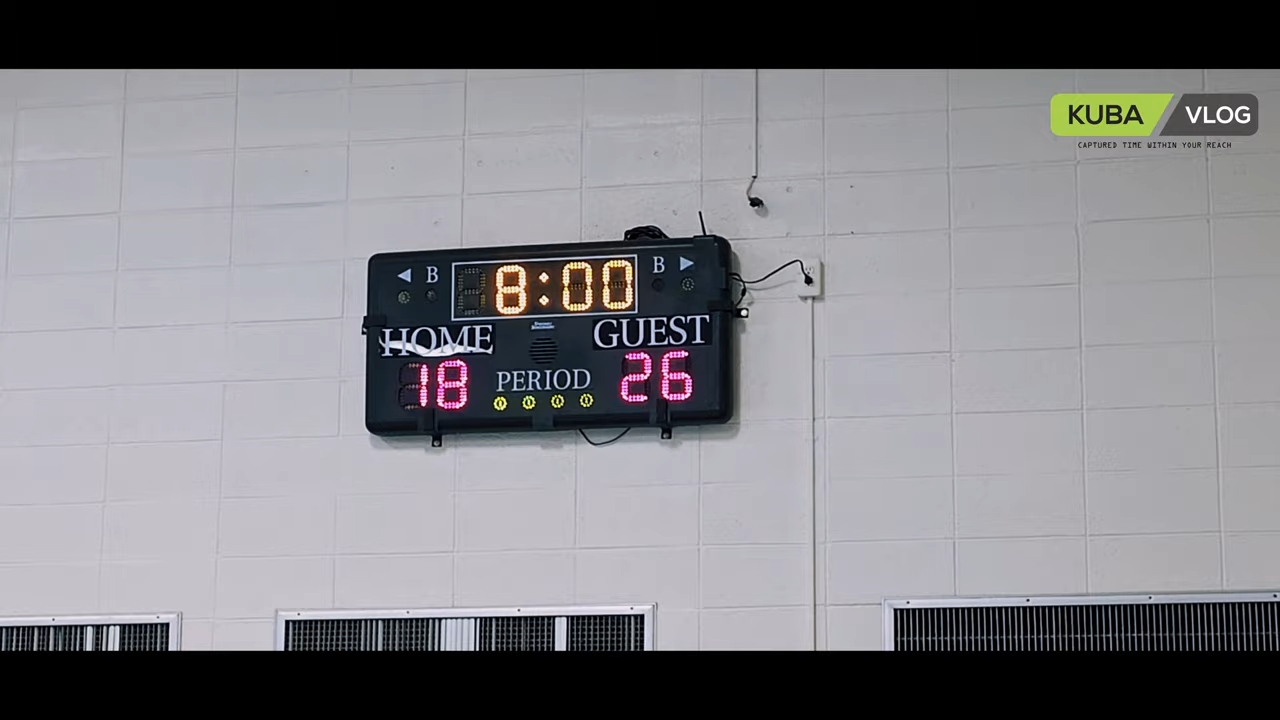 KUBA VLOG
CAPTURED TIME WITHIN YOUR REACH
B 8:00 B
HOME GUEST
18 PERIOD 26